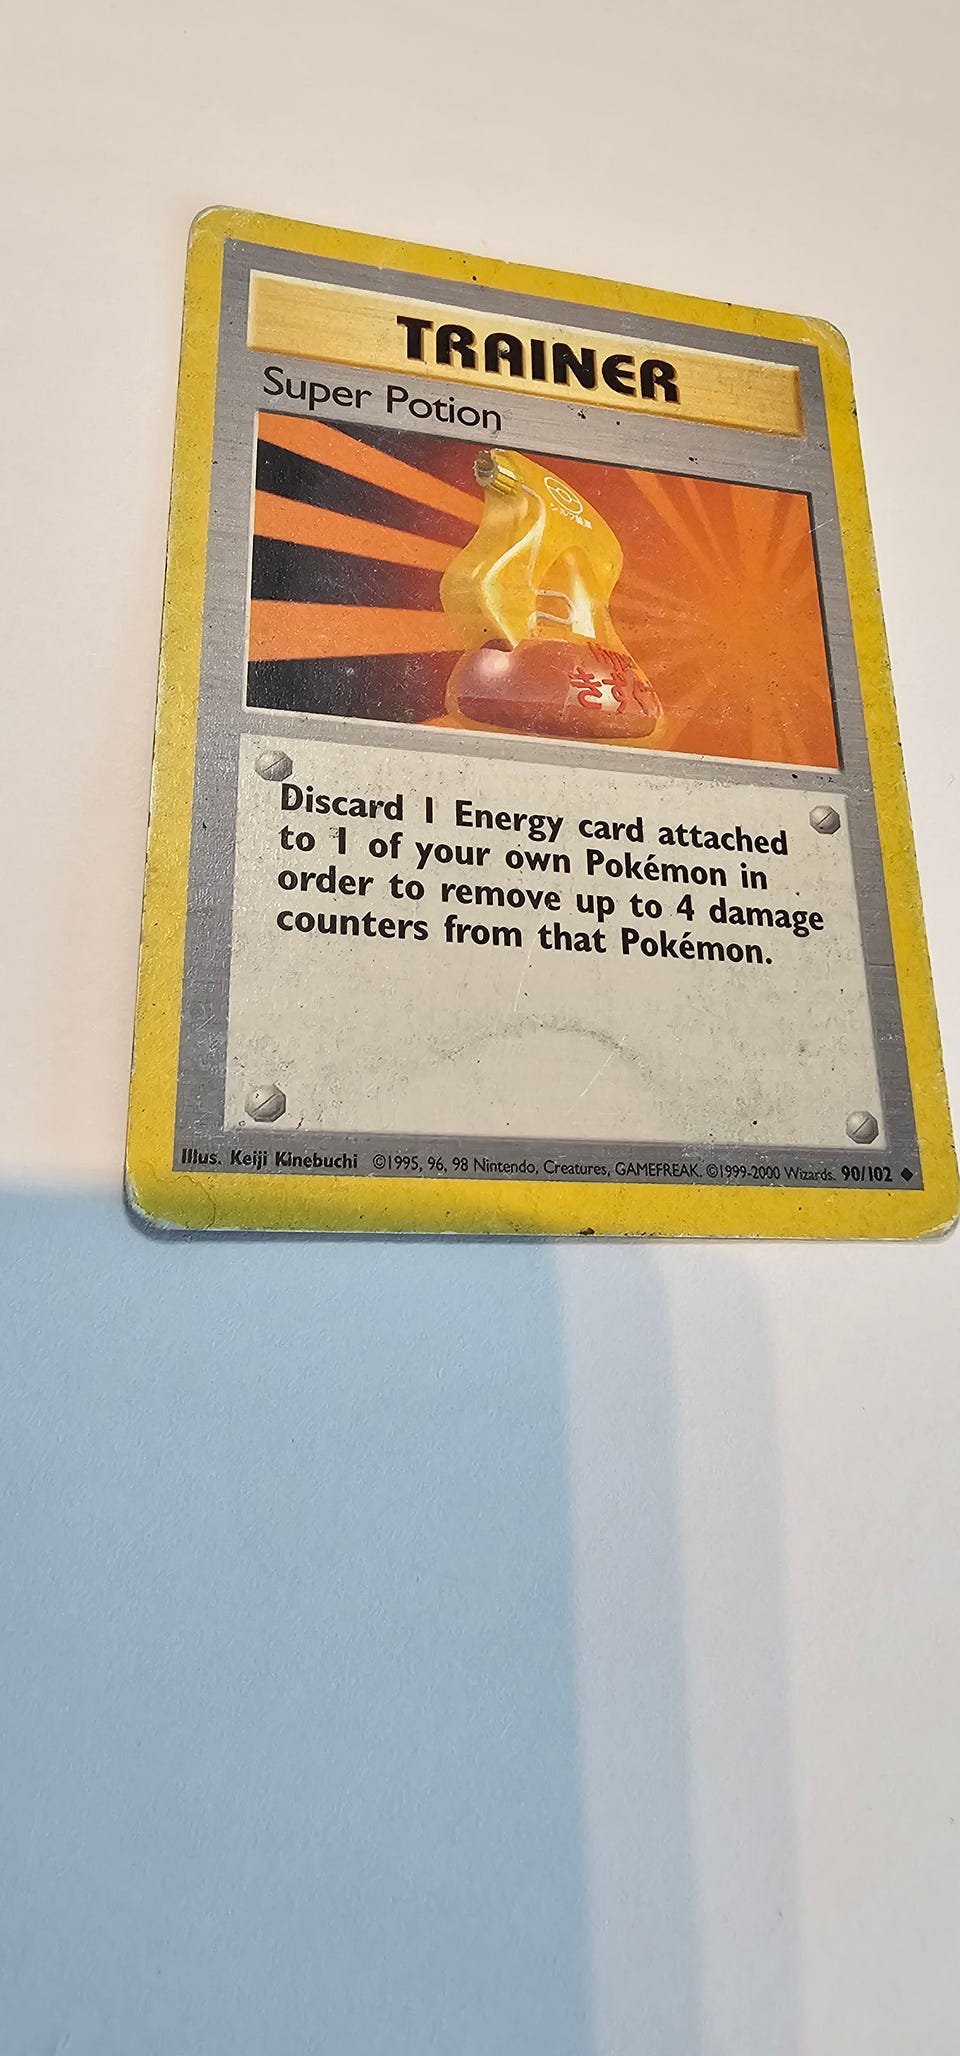 TRAINER
Super Potion
Discard 1 Energy card attached
to 1 of your own Pokémon in
order to remove up to 4 damage
counters from that Pokémon.
Illus. Keiji Kinebuchi ©1995, 96, 98 Nintendo, Creatures, GAMEFREAK. ©1999-2000 Wizards. 90/102 ◆